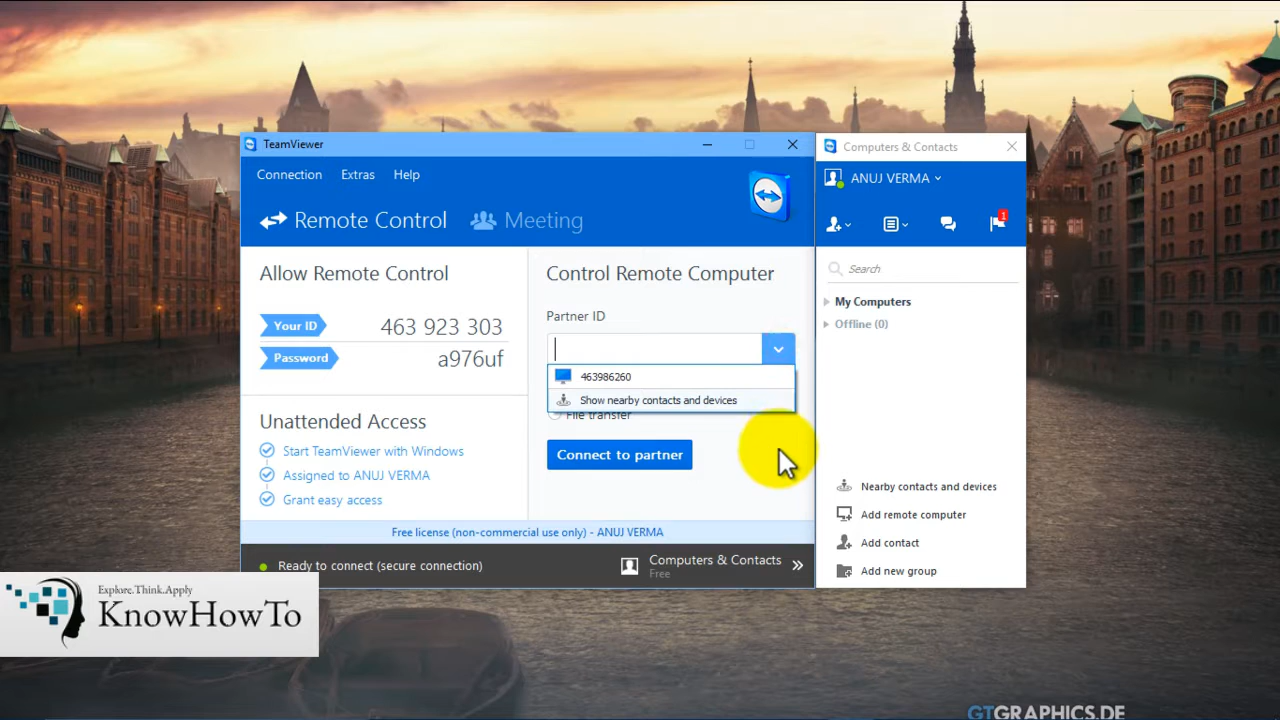 TeamViewer
Connection Extras Help
Remote Control Meeting
Allow Remote Control
Your ID 463 923 303
Password a976uf
Unattended Access
Start TeamViewer with Windows
Assigned to ANUJ VERMA
Grant easy access
Control Remote Computer
Partner ID
463986260
Show nearby contacts and devices
File transfer
Connect to partner
Free license (non-commercial use only) - ANUJ VERMA
Ready to connect (secure connection)
Computers & Contacts
Free
Computers & Contacts
ANUJ VERMA
1
Search
My Computers
Offline (0)
Nearby contacts and devices
Add remote computer
Add contact
Add new group
Explore.Think.Apply
KnowHowTo
GTGRAPHICS.DE